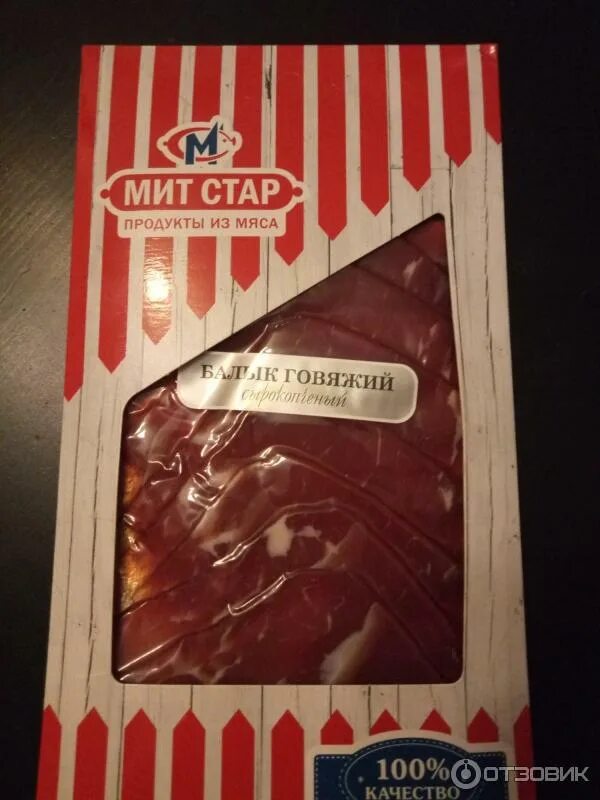 М
МИТ СТАР
ПРОДУКТЫ ИЗ МЯСА
БАЛЫК ГОВЯЖИЙ
сырокопченый
100%
КАЧЕСТВО
ОТЗОВИК